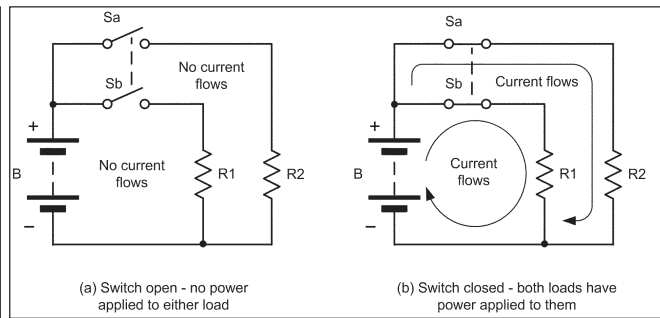 Sa
Sb
No current
flows
+
B
No current
flows
R1
R2
−
(a) Switch open - no power
applied to either load
Sa
Sb
Current flows
+
B
Current
flows
R1
R2
−
(b) Switch closed - both loads have
power applied to them